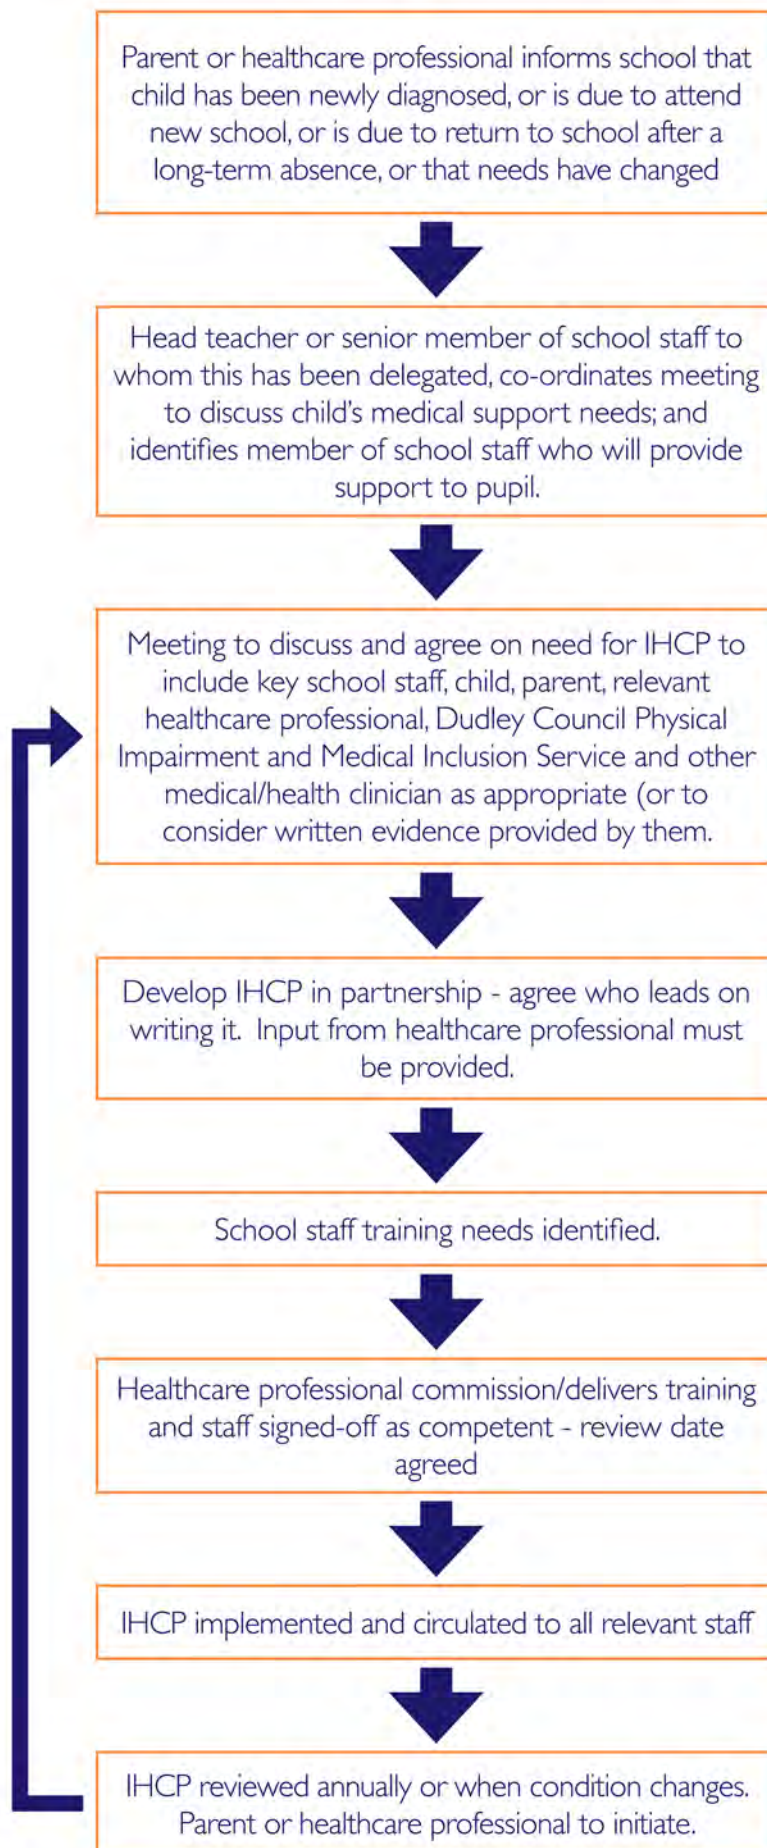 Parent or healthcare professional informs school that
child has been newly diagnosed, or is due to attend
new school, or is due to return to school after a
long-term absence, or that needs have changed
Head teacher or senior member of school staff to
whom this has been delegated, co-ordinates meeting
to discuss child's medical support needs; and
identifies member of school staff who will provide
support to pupil.
Meeting to discuss and agree on need for IHCP to
include key school staff, child, parent, relevant
healthcare professional, Dudley Council Physical
Impairment and Medical Inclusion Service and other
medical/health clinician as appropriate (or to
consider written evidence provided by them.
Develop IHCP in partnership - agree who leads on
writing it.  Input from healthcare professional must
be provided.
School staff training needs identified.
Healthcare professional commission/delivers training
and staff signed-off as competent - review date
agreed
IHCP implemented and circulated to all relevant staff
IHCP reviewed annually or when condition changes.
Parent or healthcare professional to initiate.